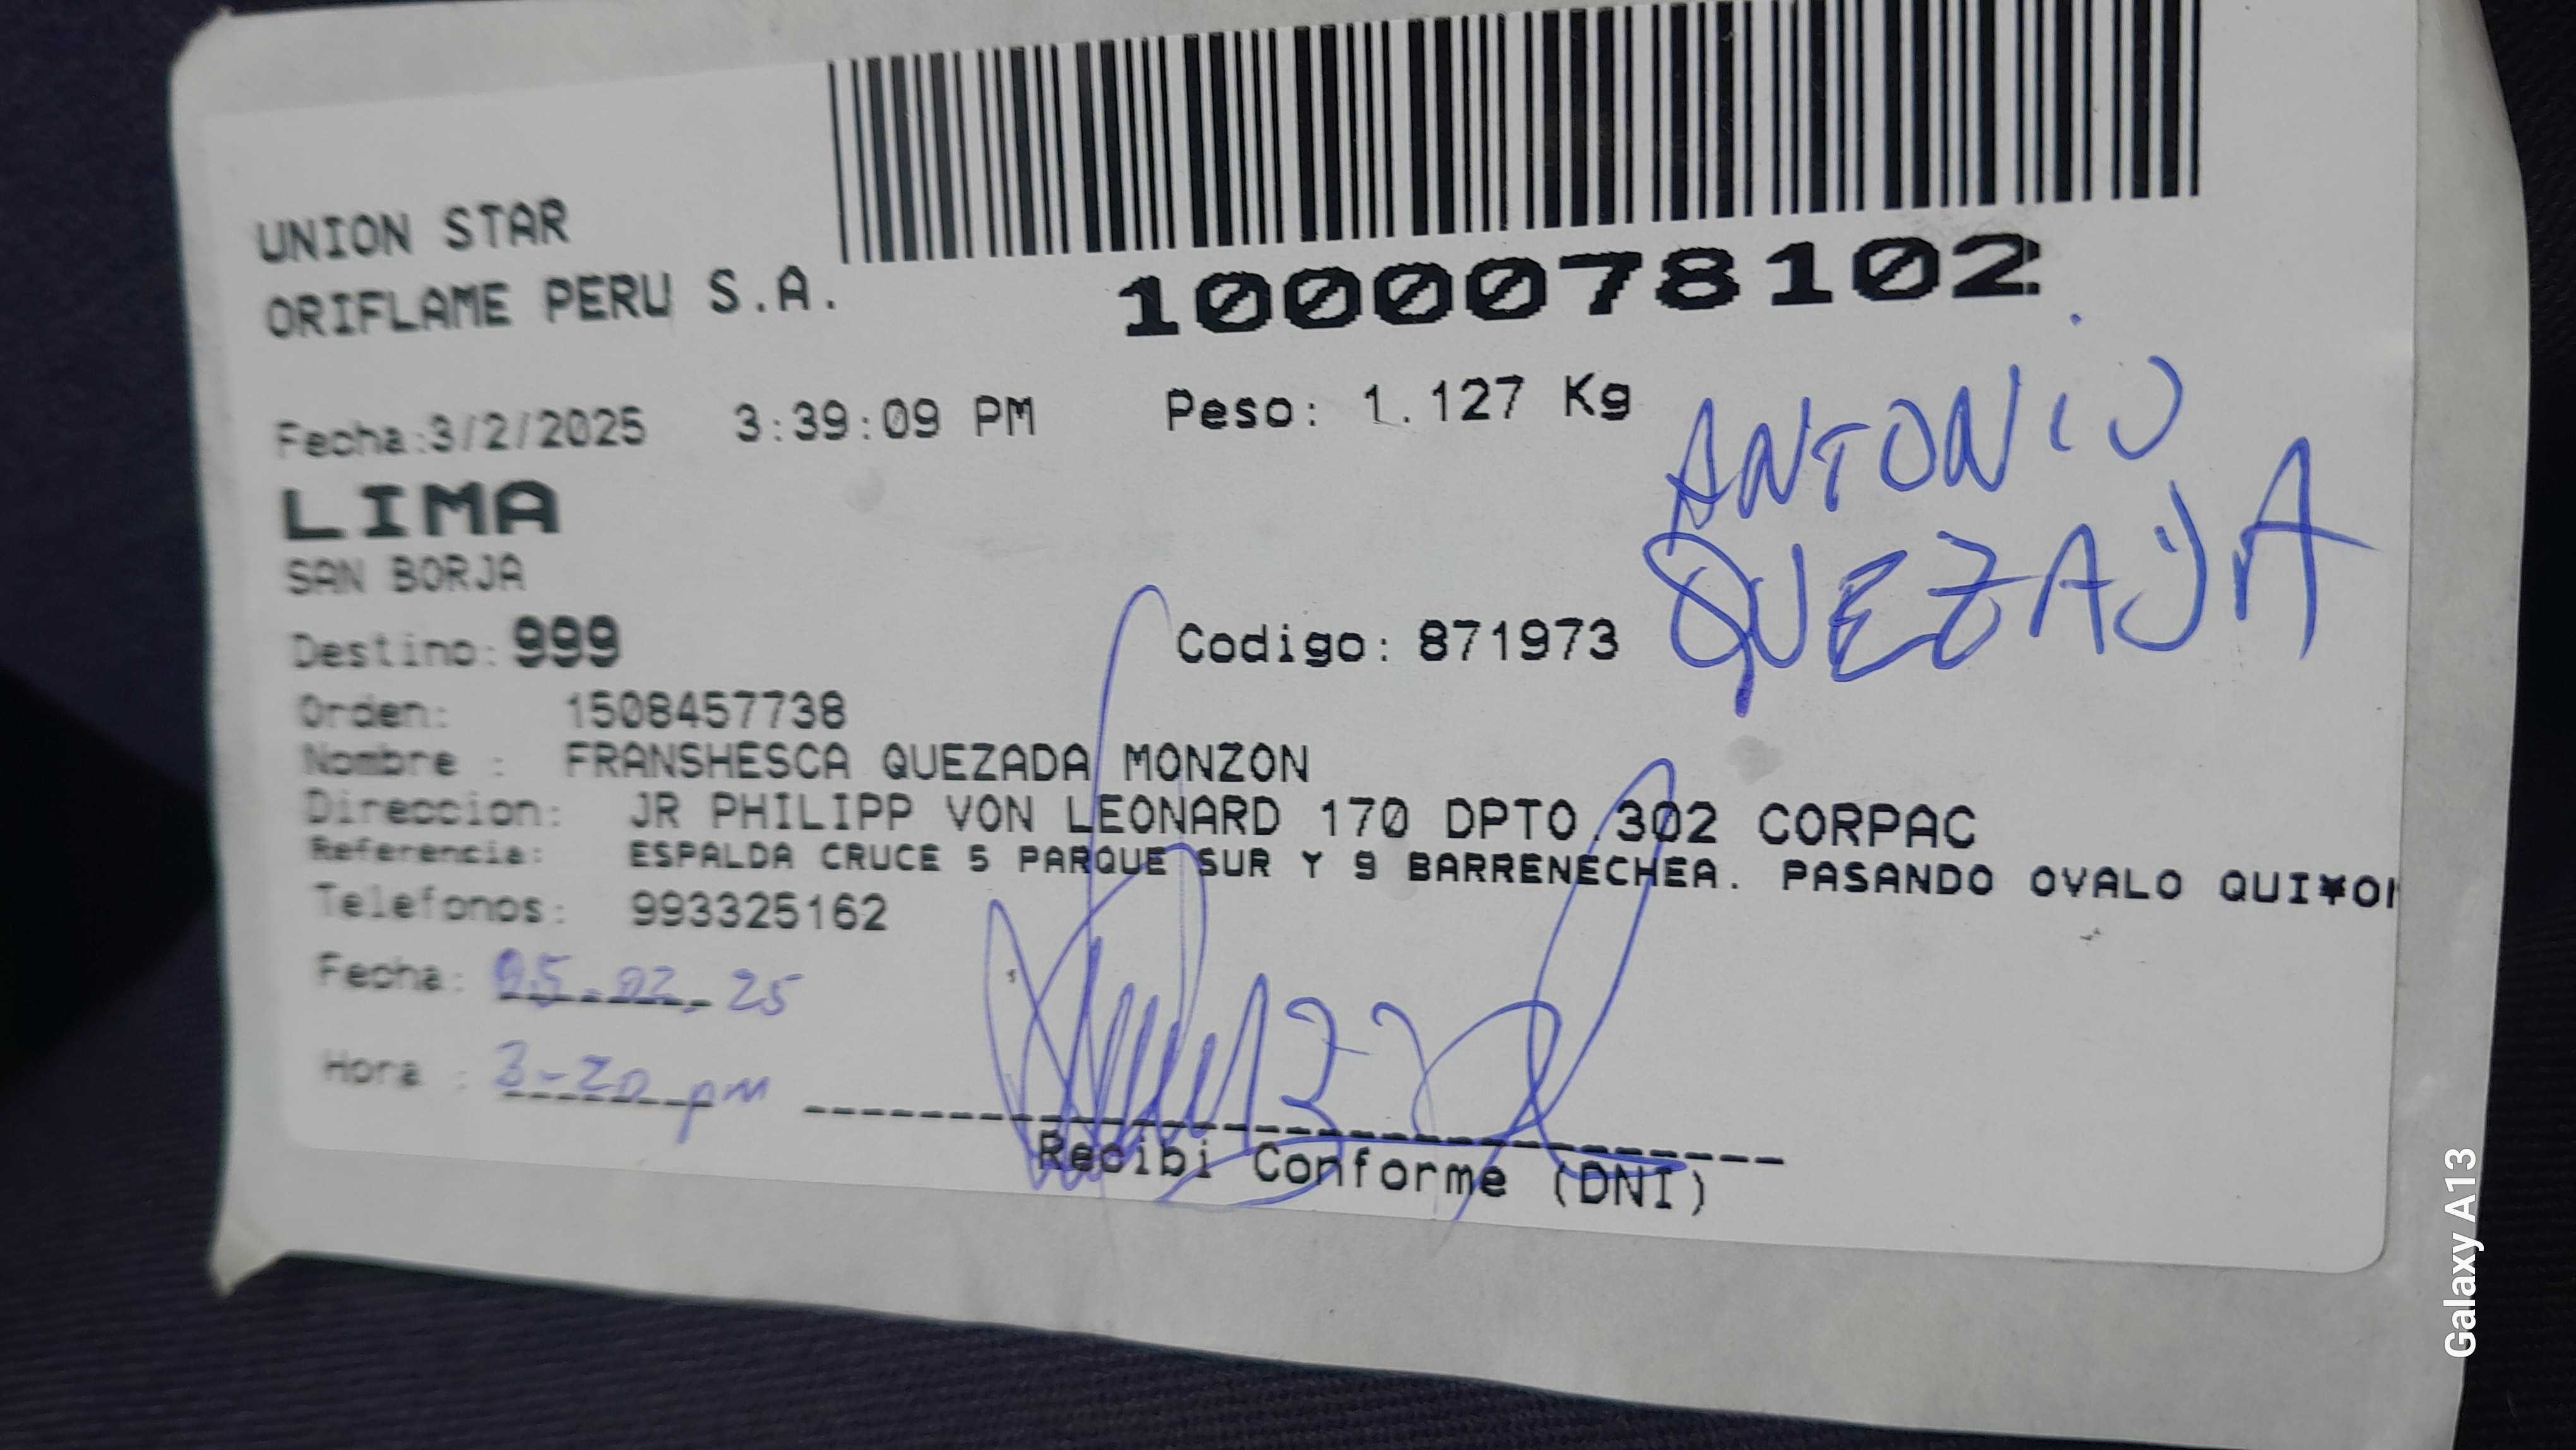 UNION STAR
ORIFLAME PERU S.A.
1000078102
Fecha:3/2/2025 3:39:09 PM Peso: 1.127 Kg
ANTONIO
QUEZAJA
LIMA
SAN BORJA
Destino: 999 Codigo: 871973
Orden: 1508457738
Nombre : FRANSHESCA QUEZADA MONZON
Direccion: JR PHILIPP VON LEONARD 170 DPTO 302 CORPAC
Referencia: ESPALDA CRUCE 5 PARQUE SUR Y 9 BARRENECHEA. PASANDO OVALO QUI¥O
Telefonos: 993325162
Fecha: 05.02.25
Hora : 3-20 pm
Recibi Conforme (DNI)
Galaxy A13